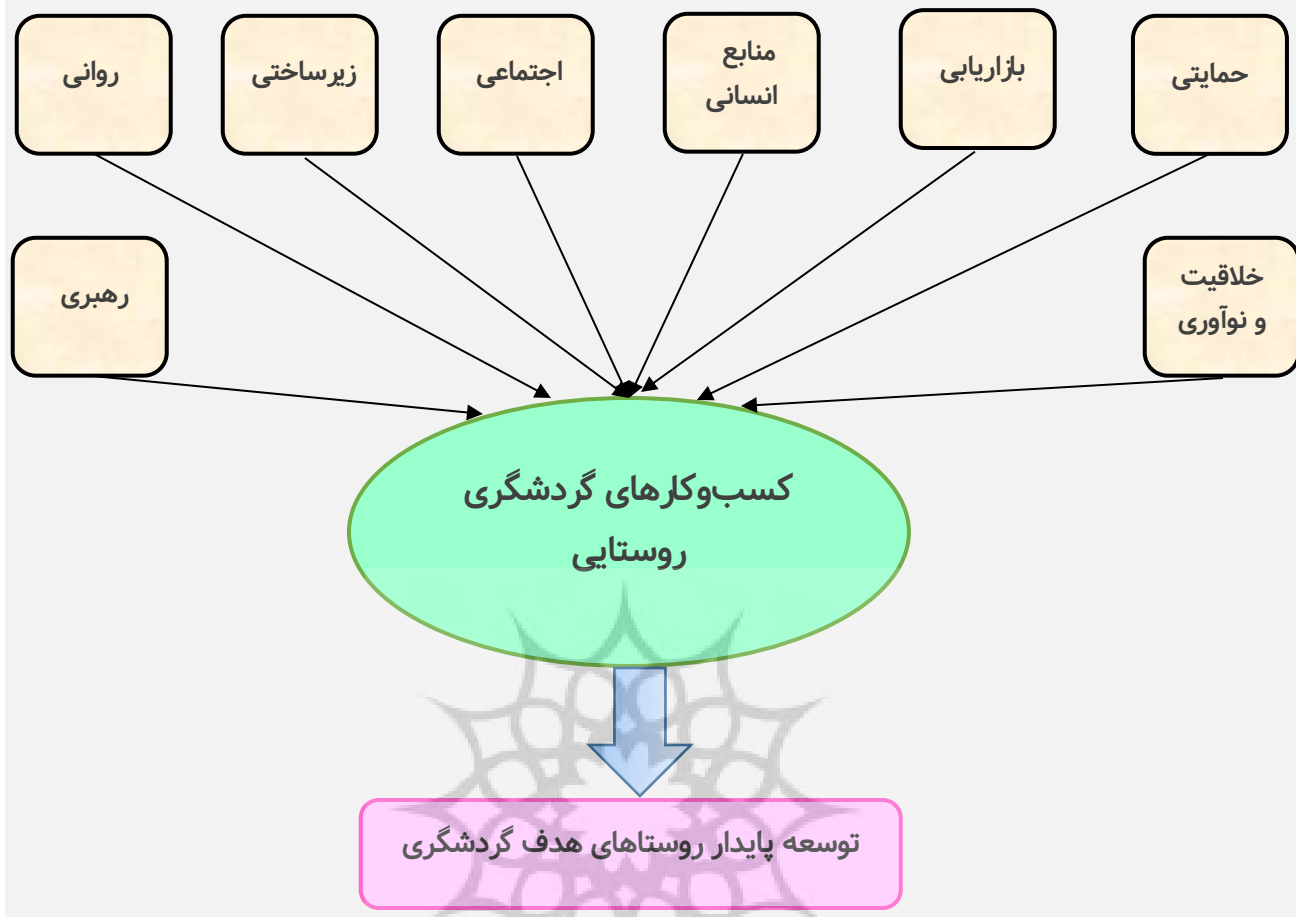 حمایتی
بازاریابی
منابع
انسانی
اجتماعی
زیرساختی
روانی
خلاقیت
و نوآوری
رهبری
کسب‌وکارهای گردشگری
روستایی
توسعه پایدار روستاهای هدف گردشگری